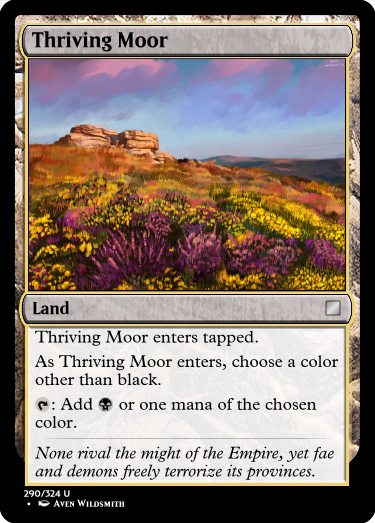 Thriving Moor
Land
Thriving Moor enters tapped.
As Thriving Moor enters, choose a color
other than black.
: Add or one mana of the chosen
color.
None rival the might of the Empire, yet fae
and demons freely terrorize its provinces.
290/324 U
• AVEN WILDSMITH